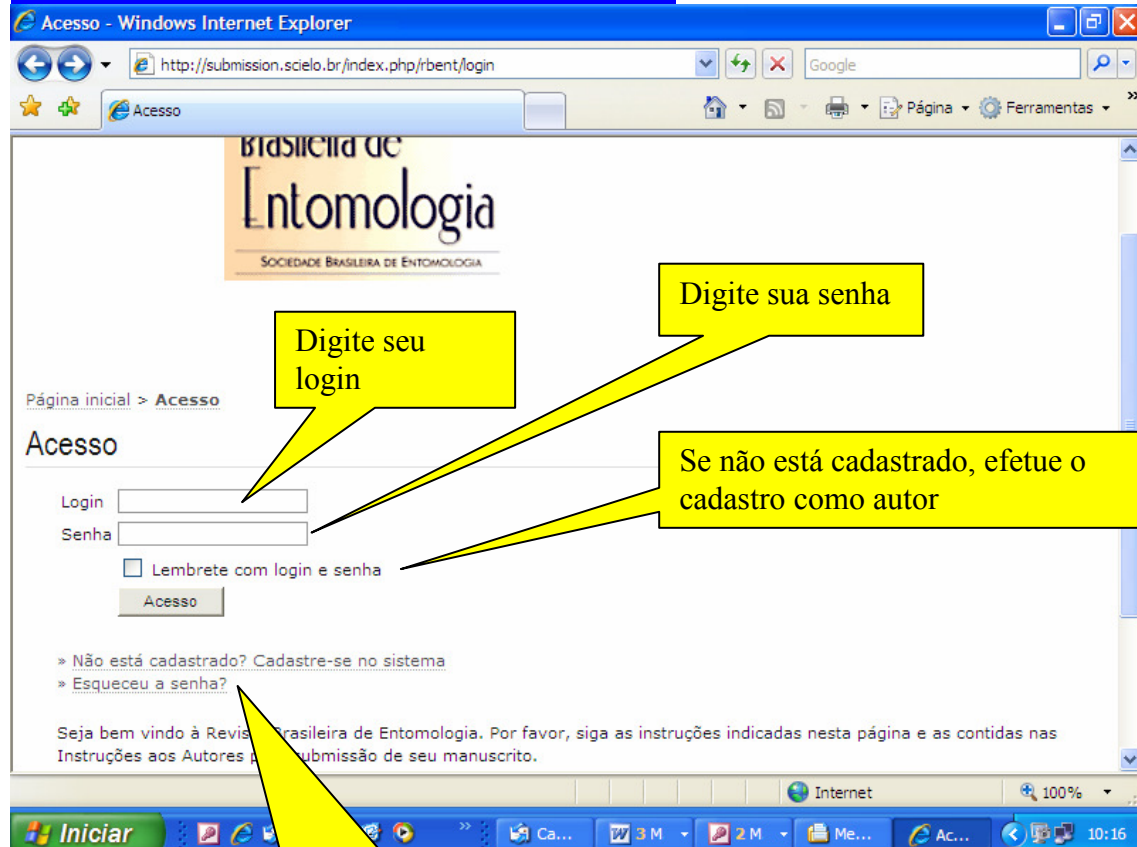 Acesso - Windows Internet Explorer
http://submission.scielo.br/index.php/rbent/login
Google
Acesso
Página
Ferramentas
»
Brasileira de
Entomologia
SOCIEDADE BRASILEIRA DE ENTOMOLOGIA
Digite sua senha
Digite seu
login
Página inicial > Acesso
Acesso
Se não está cadastrado, efetue o
cadastro como autor
Login
Senha
Lembrete com login e senha
Acesso
» Não está cadastrado? Cadastre-se no sistema
» Esqueceu a senha?
Seja bem vindo à Revis Brasileira de Entomologia. Por favor, siga as instruções indicadas nesta página e as contidas nas
Instruções aos Autores p submissão de seu manuscrito.
Internet
100%
Iniciar
»
Ca...
3 M
2 M
Me...
Ac...
10:16